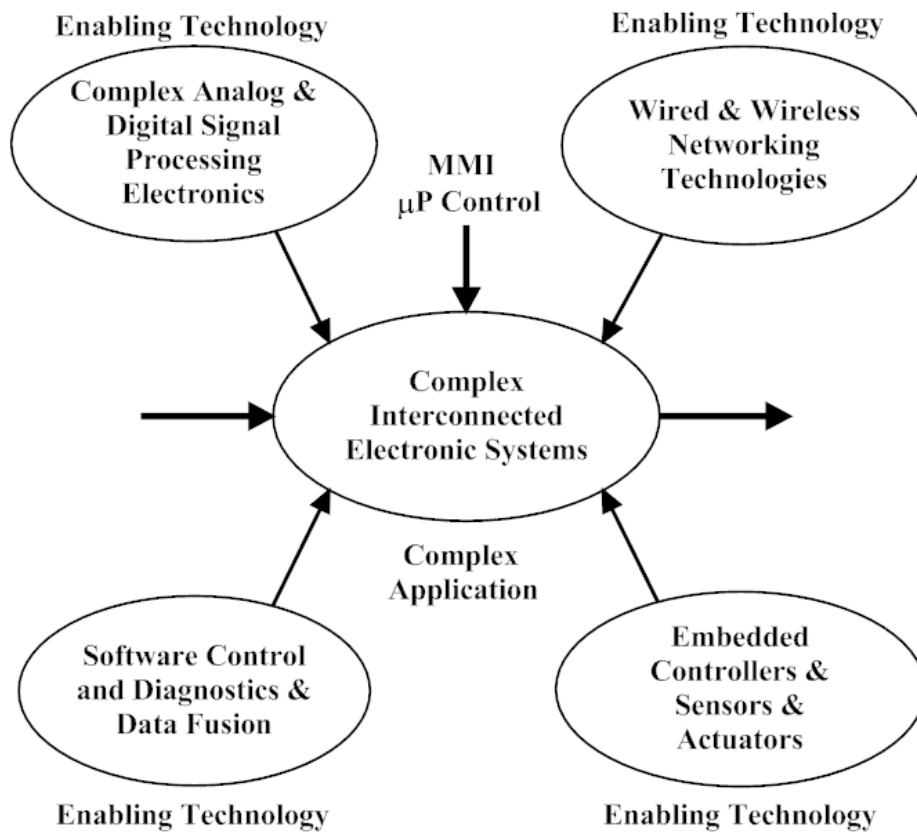 Enabling Technology
Complex Analog &
Digital Signal
Processing
Electronics
Enabling Technology
Wired & Wireless
Networking
Technologies
MMI
μP Control
Complex
Interconnected
Electronic Systems
Complex
Application
Software Control
and Diagnostics &
Data Fusion
Enabling Technology
Embedded
Controllers &
Sensors &
Actuators
Enabling Technology